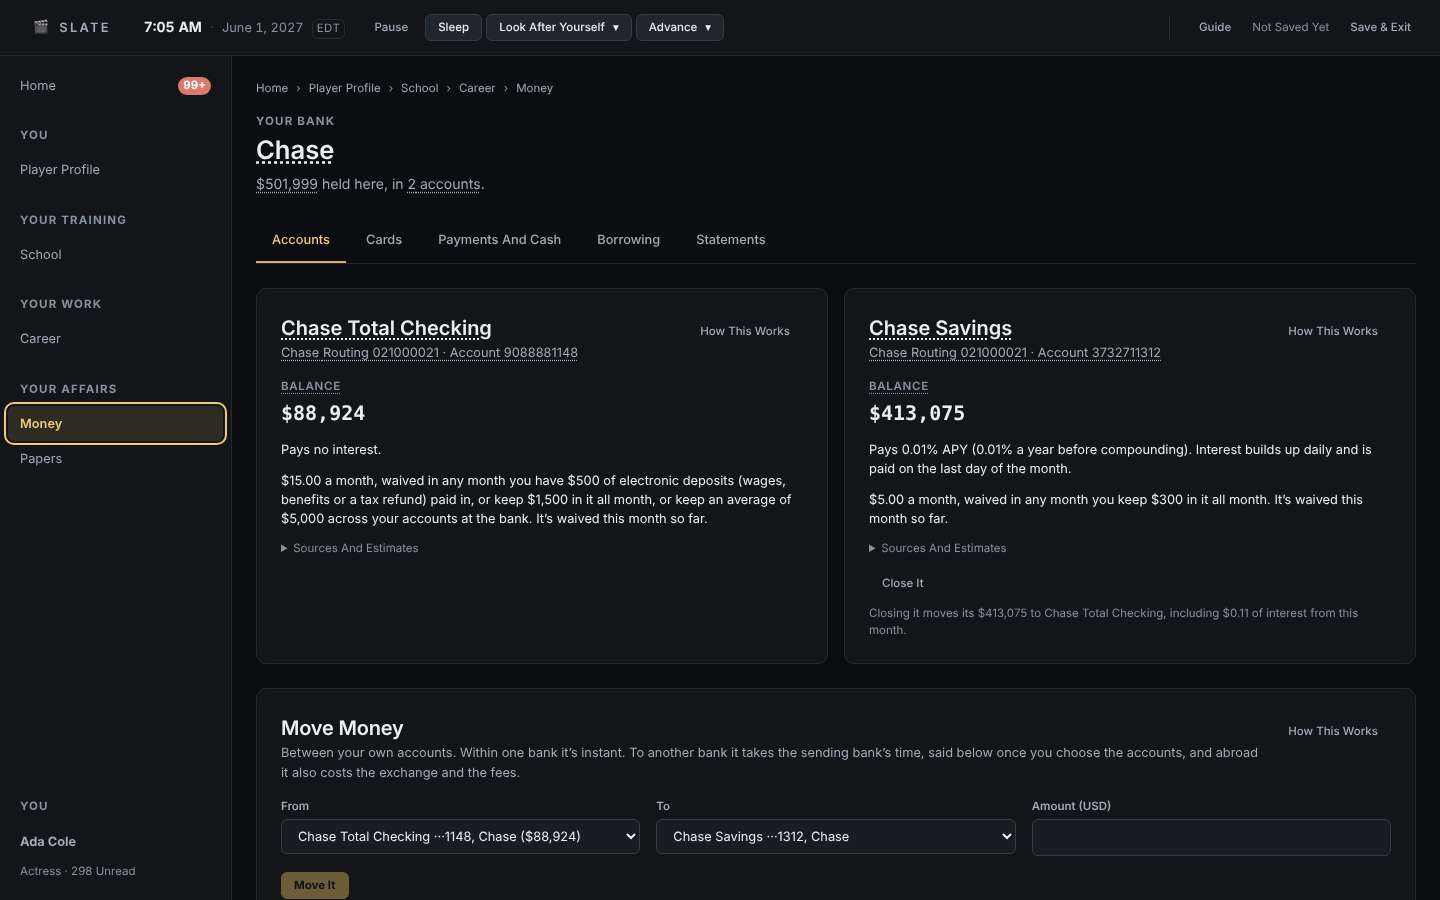 SLATE
7:05 AM · June 1, 2027 EDT
Pause
Sleep
Look After Yourself ▾
Advance ▾
Guide
Not Saved Yet
Save & Exit
Home 99+
YOU
Player Profile
YOUR TRAINING
School
YOUR WORK
Career
YOUR AFFAIRS
Money
Papers
YOU
Ada Cole
Actress · 298 Unread
Home › Player Profile › School › Career › Money
YOUR BANK
Chase
$501,999 held here, in 2 accounts.
Accounts
Cards
Payments And Cash
Borrowing
Statements
Chase Total Checking
How This Works
Chase Routing 021000021 · Account 9088881148
BALANCE
$88,924
Pays no interest.
$15.00 a month, waived in any month you have $500 of electronic deposits (wages,
benefits or a tax refund) paid in, or keep $1,500 in it all month, or keep an average of
$5,000 across your accounts at the bank. It’s waived this month so far.
▶ Sources And Estimates
Chase Savings
How This Works
Chase Routing 021000021 · Account 3732711312
BALANCE
$413,075
Pays 0.01% APY (0.01% a year before compounding). Interest builds up daily and is
paid on the last day of the month.
$5.00 a month, waived in any month you keep $300 in it all month. It’s waived this
month so far.
▶ Sources And Estimates
Close It
Closing it moves its $413,075 to Chase Total Checking, including $0.11 of interest from this
month.
Move Money
How This Works
Between your own accounts. Within one bank it’s instant. To another bank it takes the sending bank’s time, said below once you choose the accounts, and abroad
it also costs the exchange and the fees.
From
Chase Total Checking ···1148, Chase ($88,924)
To
Chase Savings ···1312, Chase
Amount (USD)
Move It